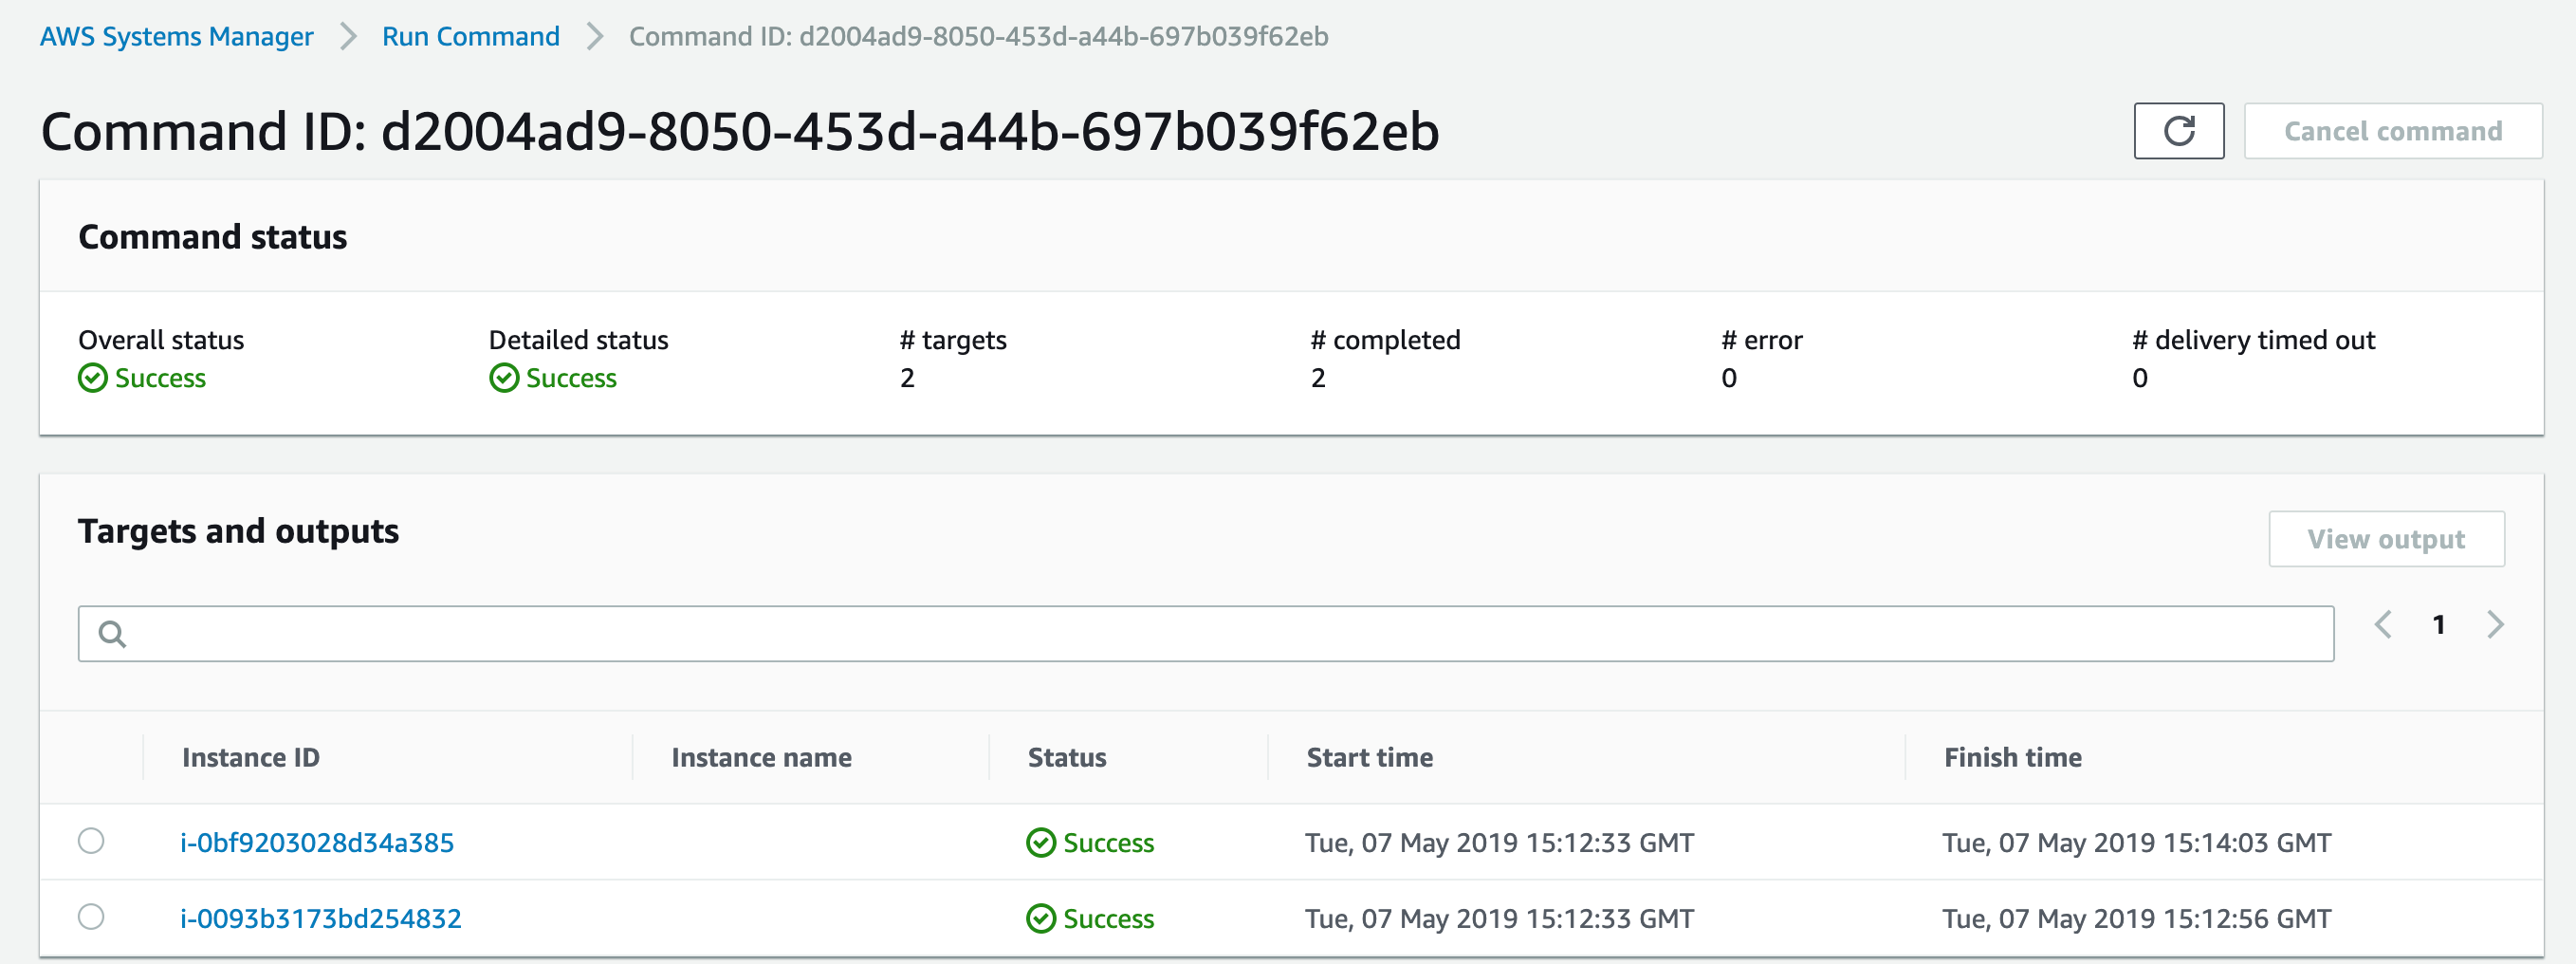 AWS Systems Manager Run Command Command ID: d2004ad9-8050-453d-a44b-697b039f62eb
Command ID: d2004ad9-8050-453d-a44b-697b039f62eb Cancel command
Command status
Overall status Detailed status # targets # completed # error # delivery timed out
Success Success 2 2 0 0
Targets and outputs View output
1
Instance ID Instance name Status Start time Finish time
i-0bf9203028d34a385 Success Tue, 07 May 2019 15:12:33 GMT Tue, 07 May 2019 15:14:03 GMT
i-0093b3173bd254832 Success Tue, 07 May 2019 15:12:33 GMT Tue, 07 May 2019 15:12:56 GMT